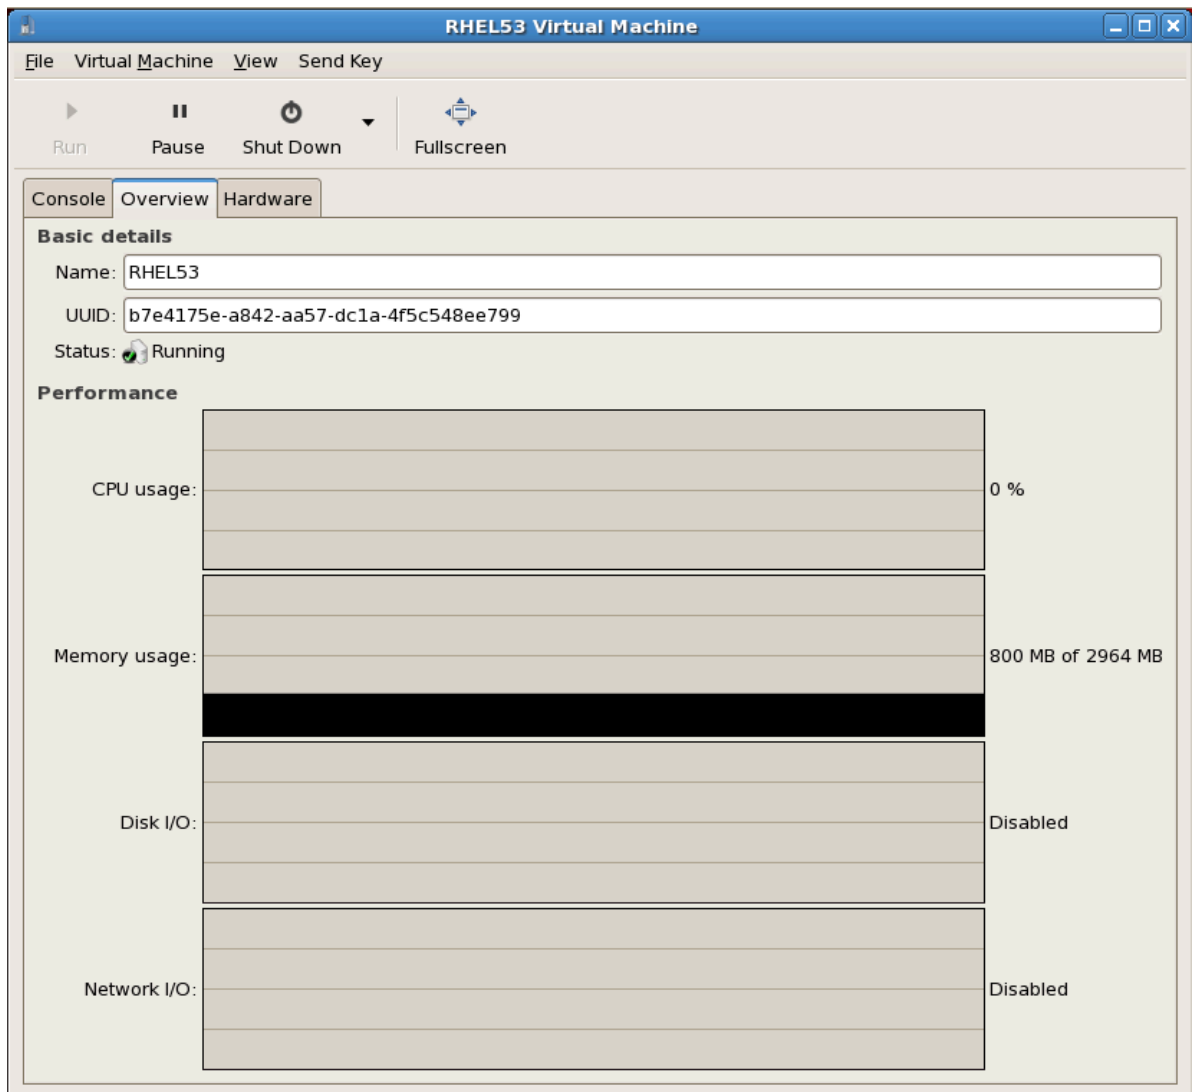 RHEL53 Virtual Machine
File Virtual Machine View Send Key
Run Pause Shut Down Fullscreen
Console Overview Hardware
Basic details
Name: RHEL53
UUID: b7e4175e-a842-aa57-dc1a-4f5c548ee799
Status: Running
Performance
CPU usage: 0 %
Memory usage: 800 MB of 2964 MB
Disk I/O: Disabled
Network I/O: Disabled